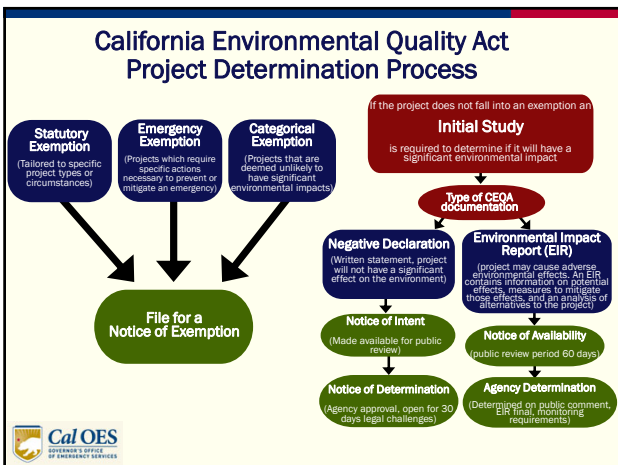 California Environmental Quality Act
Project Determination Process
Statutory
Exemption
(Tailored to specific
project types or
circumstances)
Emergency
Exemption
(Projects which require
specific actions
necessary to prevent or
mitigate an emergency)
Categorical
Exemption
(Projects that are
deemed unlikely to
have significant
environmental impacts)
File for a
Notice of Exemption
If the project does not fall into an exemption an
Initial Study
is required to determine if it will have a
significant environmental impact
Type of CEQA
documentation
Negative Declaration
(Written statement, project
will not have a significant
effect on the environment)
Notice of Intent
(Made available for public
review)
Notice of Determination
(Agency approval, open for 30
days legal challenges)
Environmental Impact
Report (EIR)
(project may cause adverse
environmental effects. An EIR
contains information on potential
effects, measures to mitigate
those effects, and an analysis of
alternatives to the project)
Notice of Availability
(public review period 60 days)
Agency Determination
(Determined on public comment,
EIR final, monitoring
requirements)
Cal OES
GOVERNOR'S OFFICE
OF EMERGENCY SERVICES